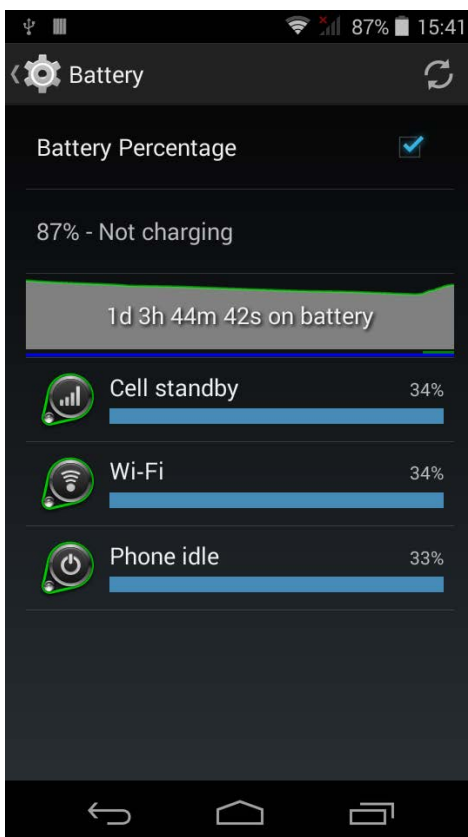 87% 15:41
Battery
Battery Percentage
87% - Not charging
1d 3h 44m 42s on battery
Cell standby 34%
Wi-Fi 34%
Phone idle 33%